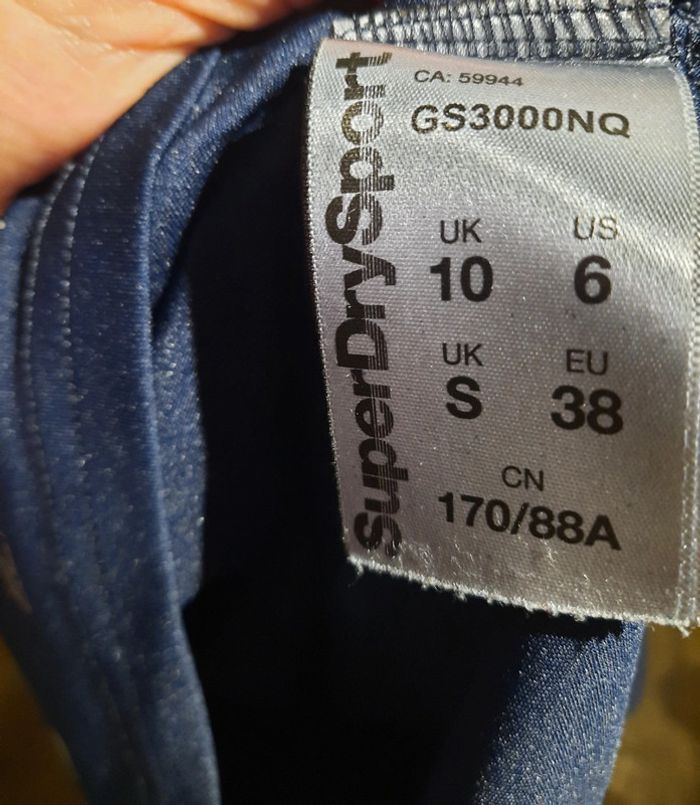 SuperDrySport
CA: 59944
GS3000NQ
UK US
10 6
UK EU
S 38
CN
170/88A